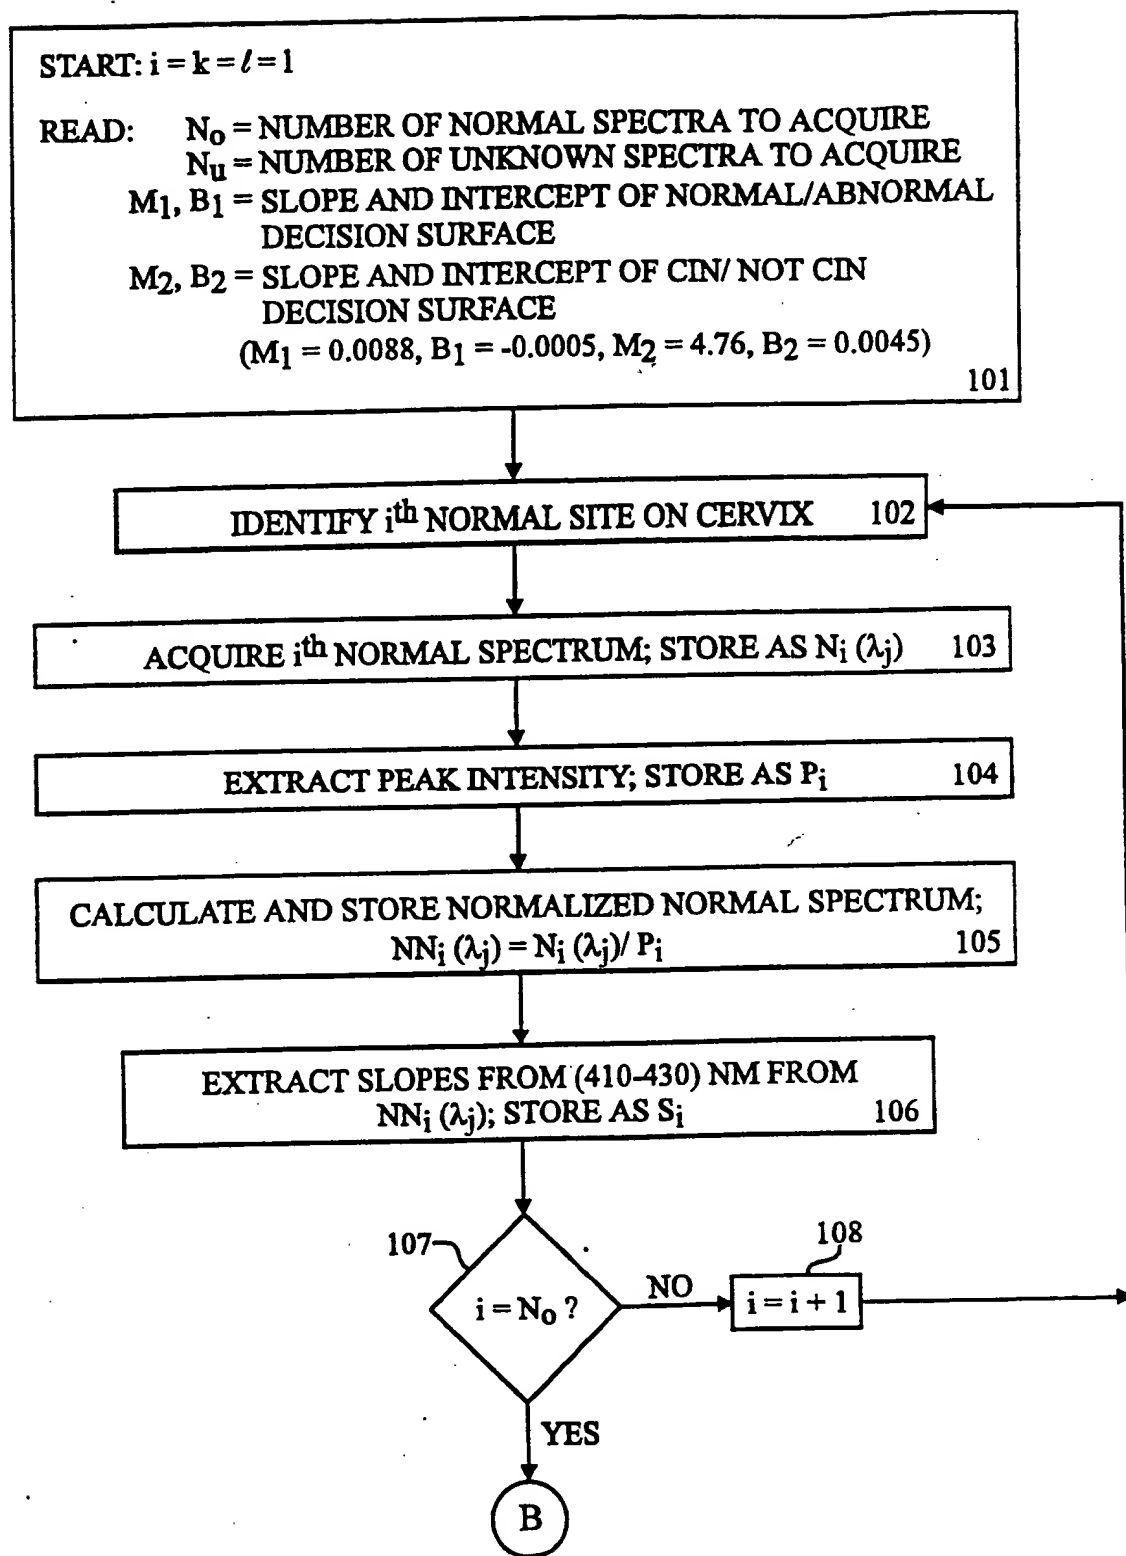 START: i = k = ℓ = 1
READ: N₀ = NUMBER OF NORMAL SPECTRA TO ACQUIRE
Nᵤ = NUMBER OF UNKNOWN SPECTRA TO ACQUIRE
M₁, B₁ = SLOPE AND INTERCEPT OF NORMAL/ABNORMAL
DECISION SURFACE
M₂, B₂ = SLOPE AND INTERCEPT OF CIN/ NOT CIN
DECISION SURFACE
(M₁ = 0.0088, B₁ = -0.0005, M₂ = 4.76, B₂ = 0.0045)
101
IDENTIFY iᵗʰ NORMAL SITE ON CERVIX 102
ACQUIRE iᵗʰ NORMAL SPECTRUM; STORE AS Nᵢ (λⱼ) 103
EXTRACT PEAK INTENSITY; STORE AS Pᵢ 104
CALCULATE AND STORE NORMALIZED NORMAL SPECTRUM;
NNᵢ (λⱼ) = Nᵢ (λⱼ)/ Pᵢ 105
EXTRACT SLOPES FROM (410-430) NM FROM
NNᵢ (λⱼ); STORE AS Sᵢ 106
108
107
i = N₀ ?
NO
i = i + 1
YES
B